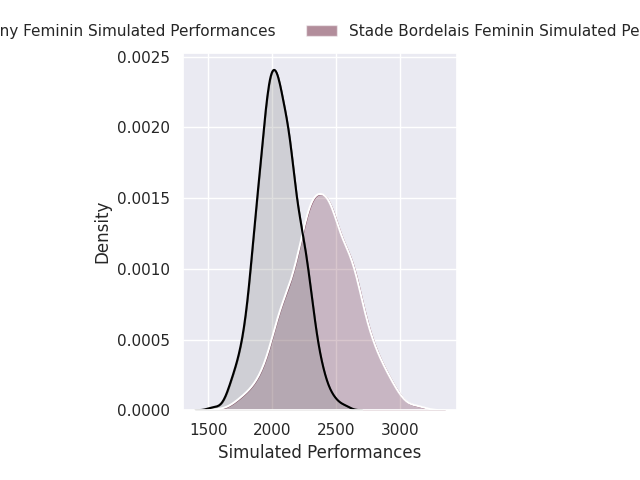 ny Feminin Simulated Performances
Stade Bordelais Feminin Simulated Pe
0.0025
0.0020
0.0015
0.0010
0.0005
0.0000
Density
1500 2000 2500 3000
Simulated Performances